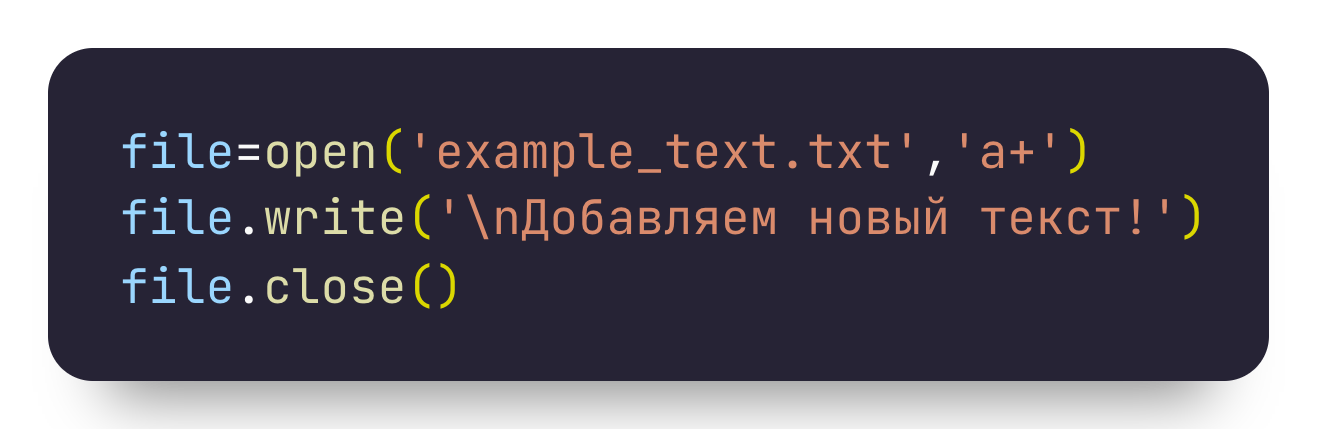 file=open('example_text.txt','a+')
file.write('\nДобавляем новый текст!')
file.close()